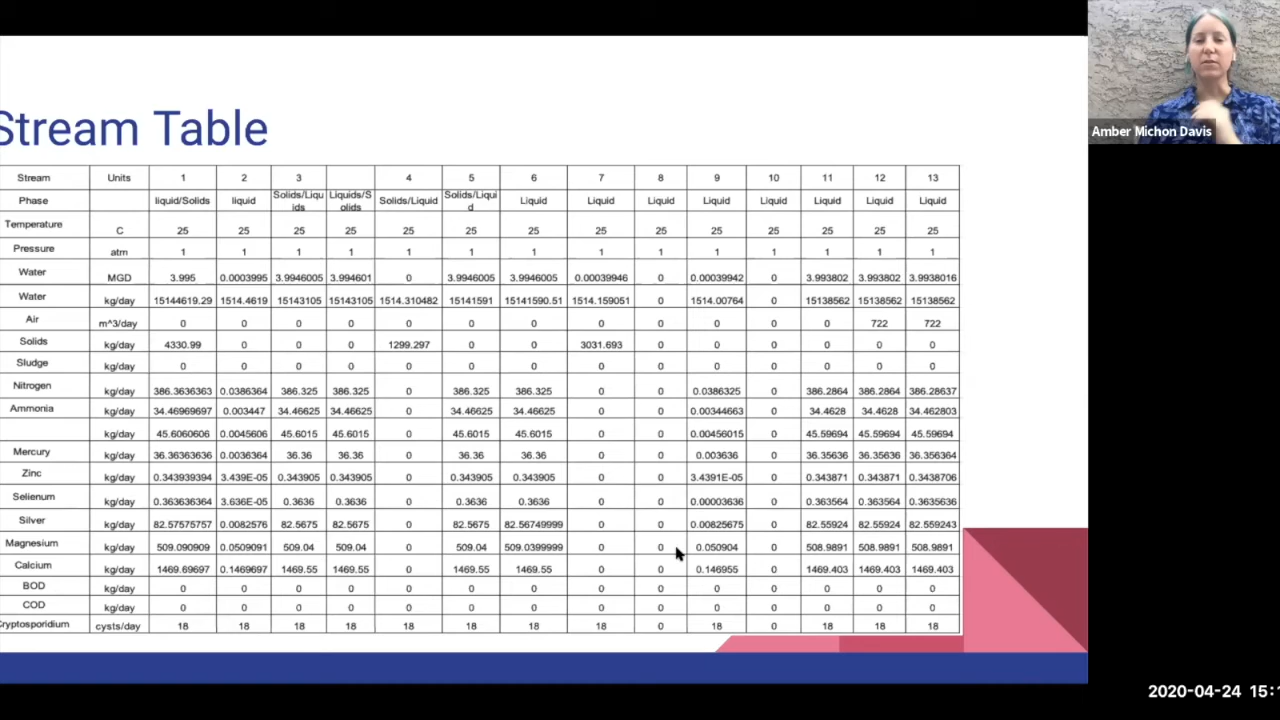 Stream Table
Stream Units 1 2 3 4 5 6 7 8 9 10 11 12 13
Phase liquid/Solids liquid Solids/Liqu ids Liquids/S olids Solids/Liquid Solids/Liqui d Liquid Liquid Liquid Liquid Liquid Liquid Liquid Liquid
Temperature C 25 25 25 25 25 25 25 25 25 25 25 25 25 25
Pressure atm 1 1 1 1 1 1 1 1 1 1 1 1 1 1
Water MGD 3.995 0.0003995 3.9946005 3.994601 0 3.9946005 3.9946005 0.00039946 0 0.00039942 0 3.993802 3.993802 3.9938016
Water kg/day 15144619.29 1514.4619 15143105 15143105 1514.310482 15141591 15141590.51 1514.159051 0 1514.00764 0 15138562 15138562 15138562
Air m^3/day 0 0 0 0 0 0 0 0 0 0 0 0 722 722
Solids kg/day 4330.99 0 0 0 1299.297 0 0 3031.693 0 0 0 0 0 0
Sludge kg/day 0 0 0 0 0 0 0 0 0 0 0 0 0 0
Nitrogen kg/day 386.3636363 0.0386364 386.325 386.325 0 386.325 386.325 0 0 0.0386325 0 386.2864 386.2864 386.28637
Ammonia kg/day 34.46969697 0.003447 34.46625 34.46625 0 34.46625 34.46625 0 0 0.00344663 0 34.4628 34.4628 34.462803
kg/day 45.6060606 0.0045606 45.6015 45.6015 0 45.6015 45.6015 0 0 0.00456015 0 45.59694 45.59694 45.59694
Mercury kg/day 36.36363636 0.0036364 36.36 36.36 0 36.36 36.36 0 0 0.003636 0 36.35636 36.35636 36.356364
Zinc kg/day 0.343939394 3.439E-05 0.343905 0.343905 0 0.343905 0.343905 0 0 3.4391E-05 0 0.343871 0.343871 0.3438706
Selienum kg/day 0.363636364 3.636E-05 0.3636 0.3636 0 0.3636 0.3636 0 0 0.00003636 0 0.363564 0.363564 0.3635636
Silver kg/day 82.57575757 0.0082576 82.5675 82.5675 0 82.5675 82.56749999 0 0 0.00825675 0 82.55924 82.55924 82.559243
Magnesium kg/day 509.090909 0.0509091 509.04 509.04 0 509.04 509.0399999 0 0 0.050904 0 508.9891 508.9891 508.9891
Calcium kg/day 1469.69697 0.1469697 1469.55 1469.55 0 1469.55 1469.55 0 0 0.146955 0 1469.403 1469.403 1469.403
BOD kg/day 0 0 0 0 0 0 0 0 0 0 0 0 0 0
COD kg/day 0 0 0 0 0 0 0 0 0 0 0 0 0 0
Cryptosporidium cysts/day 18 18 18 18 18 18 18 18 0 18 0 18 18 18
Amber Michon Davis
2020-04-24 15: